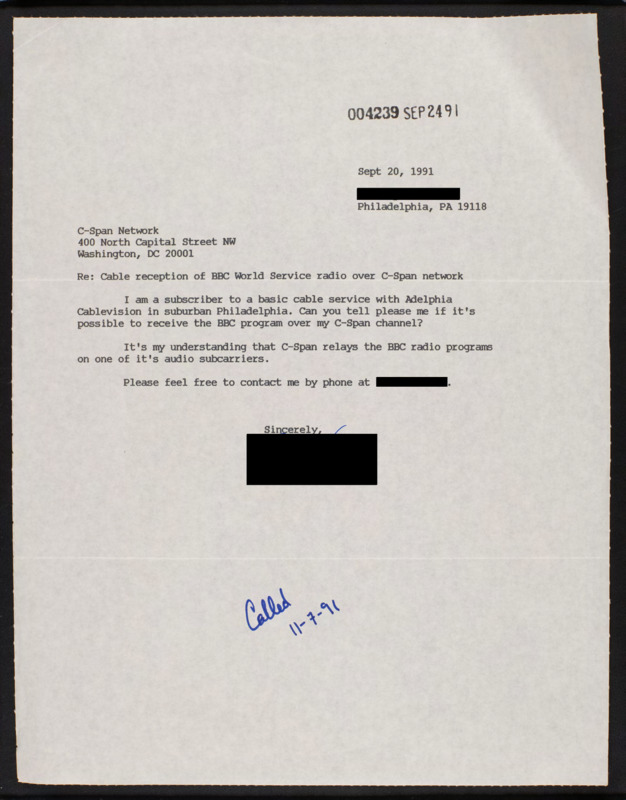 004239 SEP 24 91
Sept 20, 1991
Philadelphia, PA 19118
C-Span Network
400 North Capital Street NW
Washington, DC 20001
Re: Cable reception of BBC World Service radio over C-Span network
I am a subscriber to a basic cable service with Adelphia
Cablevision in suburban Philadelphia. Can you tell please me if it's
possible to receive the BBC program over my C-Span channel?
It's my understanding that C-Span relays the BBC radio programs
on one of it's audio subcarriers.
Please feel free to contact me by phone at .
Sincerely,
Called
11-7-91